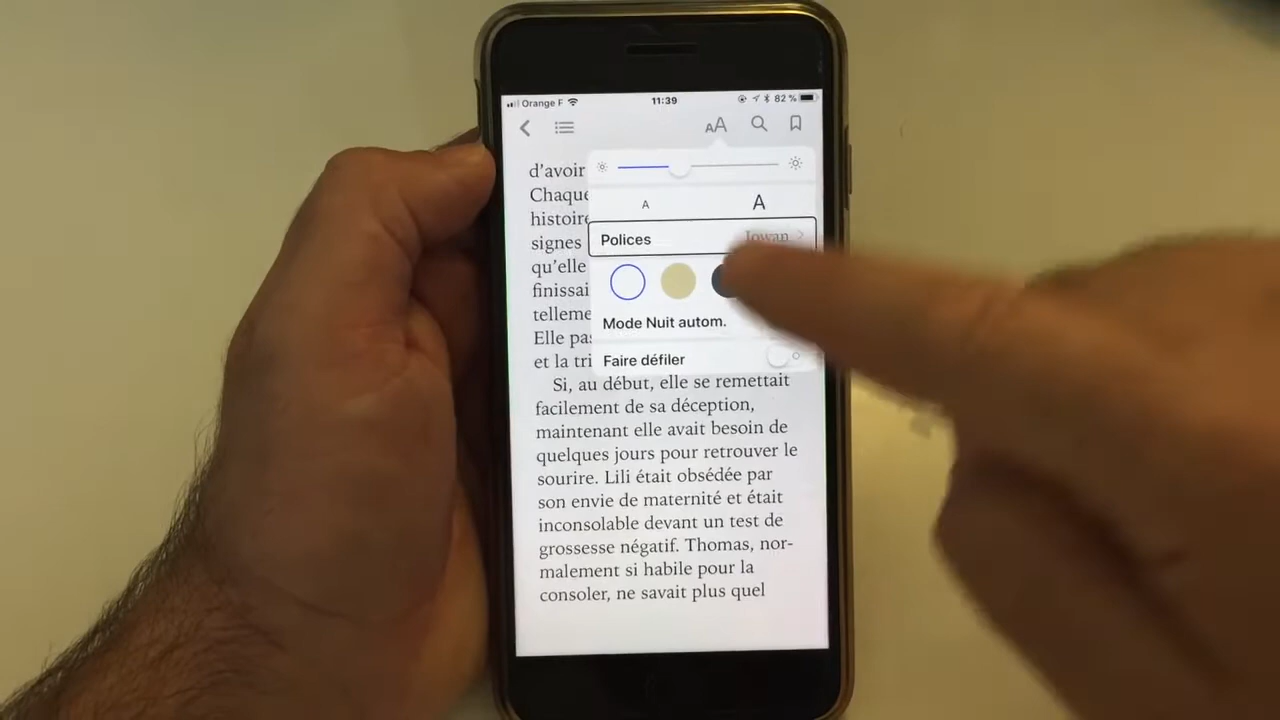 Orange F 11:39 82 %
AA
A A
Polices Iowan
Mode Nuit autom.
Faire défiler
d’avoir
Chaque
histoire
signes
qu’elle
finissai
telleme
Elle pas
et la tri
Si, au début, elle se remettait
facilement de sa déception,
maintenant elle avait besoin de
quelques jours pour retrouver le
sourire. Lili était obsédée par
son envie de maternité et était
inconsolable devant un test de
grossesse négatif. Thomas, nor-
malement si habile pour la
consoler, ne savait plus quel